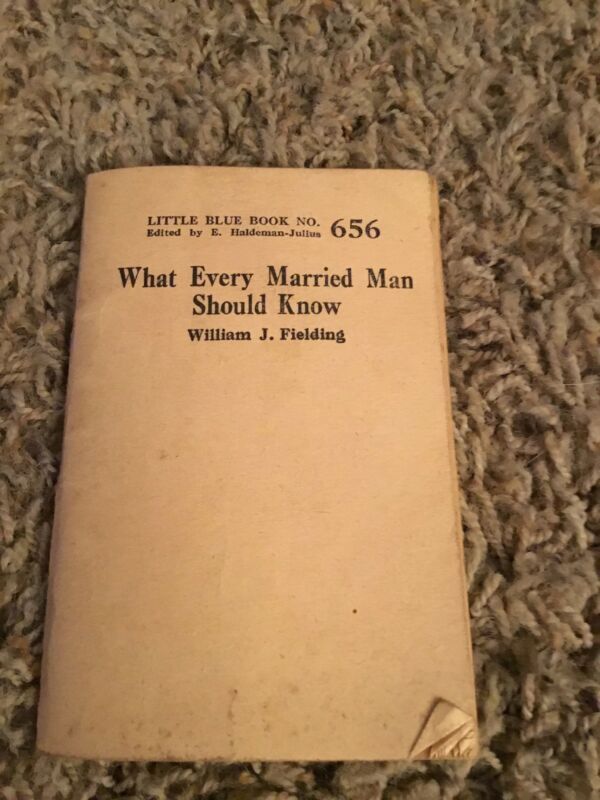 LITTLE BLUE BOOK NO. 656
Edited by E. Haldeman-Julius
What Every Married Man
Should Know
William J. Fielding